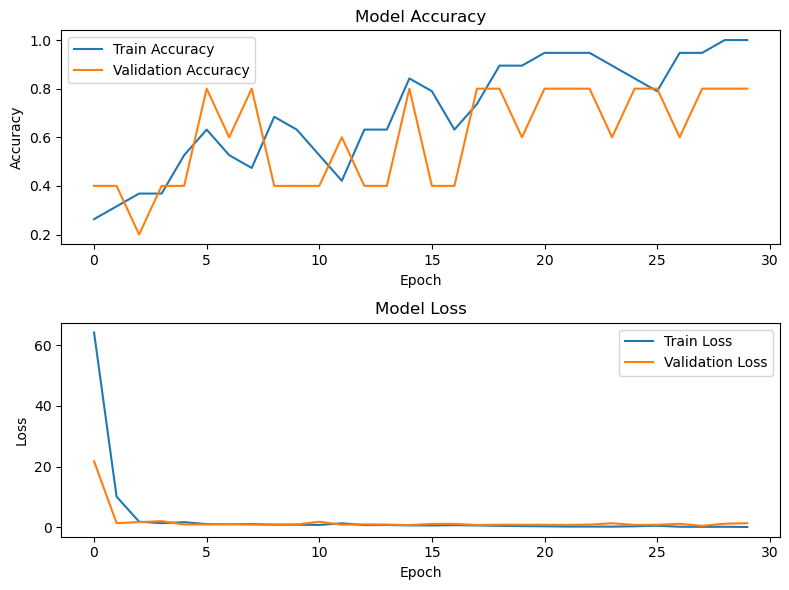 Model Accuracy
Train Accuracy
Validation Accuracy
Accuracy
1.0
0.8
0.6
0.4
0.2
0 5 10 15 20 25 30
Epoch
Model Loss
Train Loss
Validation Loss
Loss
60
40
20
0
0 5 10 15 20 25 30
Epoch